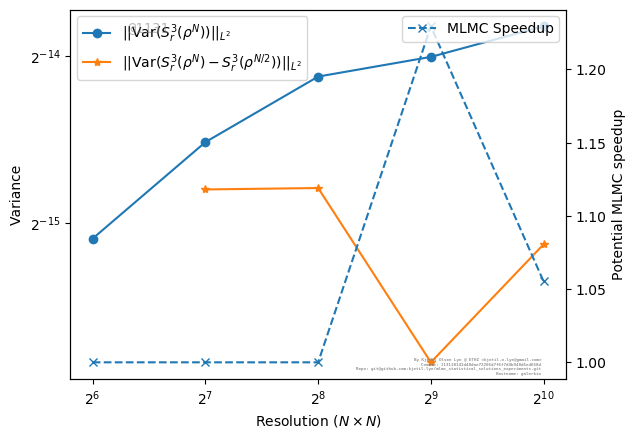 ||Var(S_r^3(ρ^N))||_{L^2}
||Var(S_r^3(ρ^N) − S_r^3(ρ^{N/2}))||_{L^2}
MLMC Speedup
2^{-14}
2^{-15}
Variance
1.20
1.15
1.10
1.05
1.00
Potential MLMC speedup
2^6
2^7
2^8
2^9
2^{10}
Resolution (N × N)